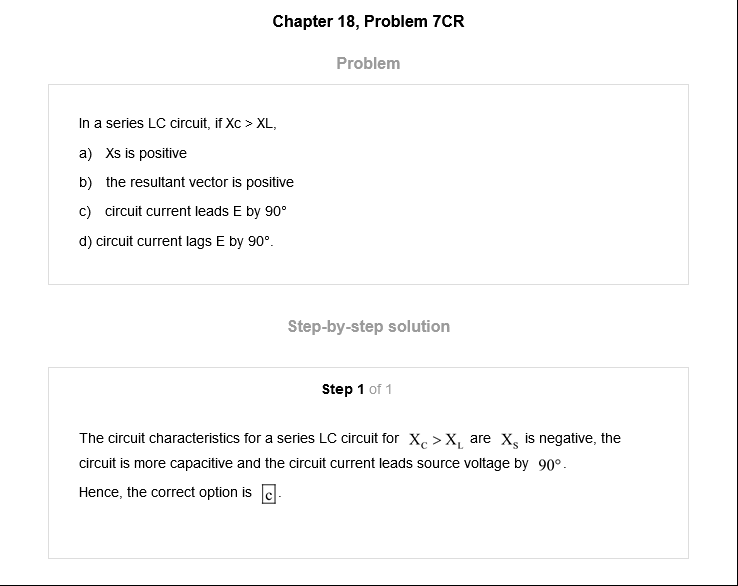 Chapter 18, Problem 7CR
Problem
In a series LC circuit, if Xc > XL,
a) Xs is positive
b) the resultant vector is positive
c) circuit current leads E by 90°
d) circuit current lags E by 90°.
Step-by-step solution
Step 1 of 1
The circuit characteristics for a series LC circuit for X_C > X_L are X_S is negative, the
circuit is more capacitive and the circuit current leads source voltage by 90°.
Hence, the correct option is c.